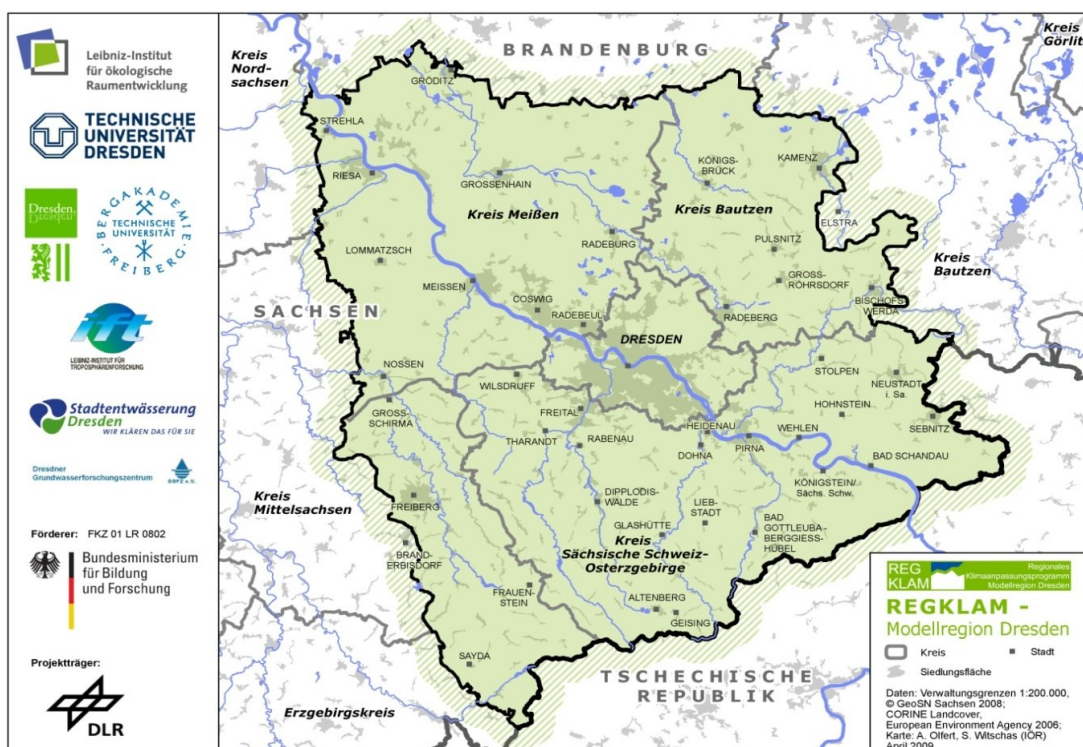 Leibniz-Institut
für ökologische
Raumentwicklung
TECHNISCHE
UNIVERSITÄT
DRESDEN
Dresden.
BERGAKADEMIE
TECHNISCHE
UNIVERSITÄT
FREIBERG.
ift
LEIBNIZ-INSTITUT FÜR
TROPOSPHÄRENFORSCHUNG
Stadtentwässerung
Dresden
WIR KLÄREN DAS FÜR SIE
Dresdner
Grundwasserforschungszentrum
DGFZ e.V.
Förderer: FKZ 01 LR 0802
Bundesministerium
für Bildung
und Forschung
Projektträger:
DLR
BRANDENBURG
Kreis
Nord-
sachsen
Kreis
Görlitz
GRÖDITZ
STREHLA
RIESA
GROSSENHAIN
KÖNIGS-
BRÜCK
KAMENZ
Kreis Meißen
Kreis Bautzen
ELSTRA
RADEBURG
PULSNITZ
LOMMATZSCH
Kreis
Bautzen
MEISSEN
GROSS-
RÖHRSDORF
COSWIG
BISCHOFS-
WERDA
RADEBEUL
RADEBERG
SACHSEN
DRESDEN
NOSSEN
STOLPEN
WILSDRUFF
NEUSTADT
i. Sa.
GROSS-
SCHIRMA
FREITAL
HOHNSTEIN
THARANDT
RABENAU
HEIDENAU
DOHNA
PIRNA
WEHLEN
SEBNITZ
BAD SCHANDAU
KÖNIGSTEIN/
Sächs. Schw.
Kreis
Mittelsachsen
FREIBERG
DIPPLODIS-
WALDE
LIEB-
STADT
GLASHÜTTE
BAD
GOTTLEUBA-
BERGGIESS-
HÜBEL
Kreis
Sächsische Schweiz-
Osterzgebirge
BRAND-
ERBISDORF
FRAUEN-
STEIN
ALTENBERG
GEISING
SAYDA
TSCHECHISCHE
REPUBLIK
Erzgebirgskreis
REG
KLAM
Regionales
Klimaanpassungsprogramm
Modellregion Dresden
REGKLAM -
Modellregion Dresden
Kreis
Stadt
Siedlungsfläche
Daten: Verwaltungsgrenzen 1:200.000,
© GeoSN Sachsen 2008;
CORINE Landcover,
European Environment Agency 2006;
Karte: A. Olfert, S. Witschas (IÖR)
April 2009